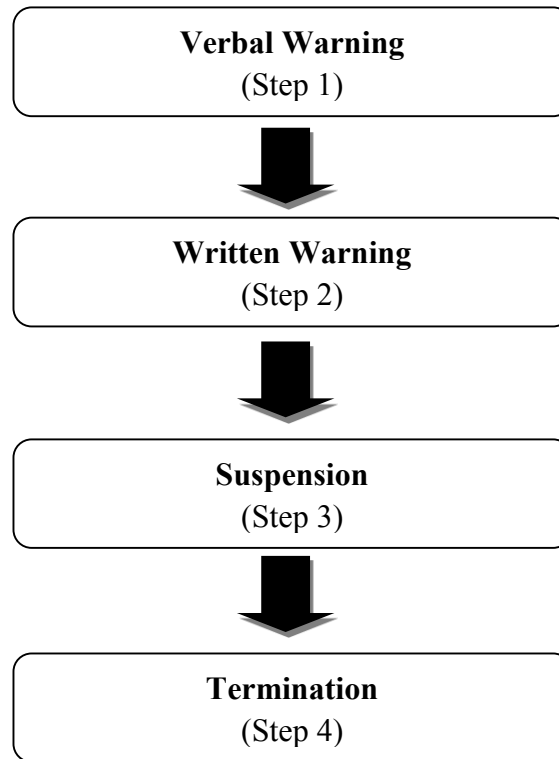 Verbal Warning
(Step 1)
Written Warning
(Step 2)
Suspension
(Step 3)
Termination
(Step 4)